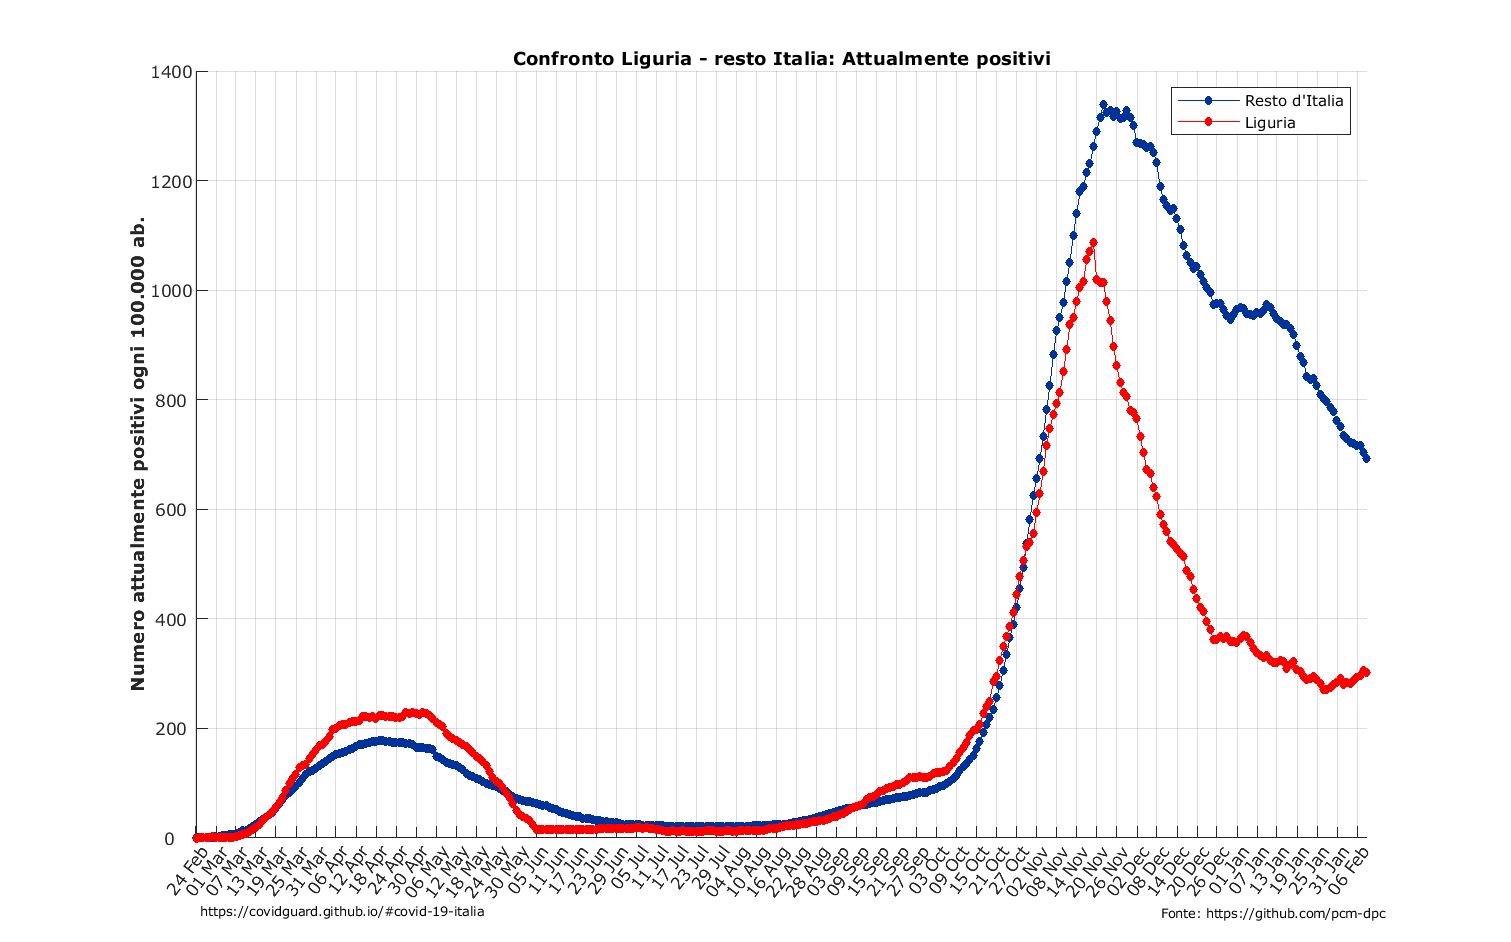 Confronto Liguria - resto Italia: Attualmente positivi
Numero attualmente positivi ogni 100.000 ab.
1400
1200
1000
800
600
400
200
0
Resto d'Italia
Liguria
24 Feb
01 Mar
07 Mar
13 Mar
19 Mar
25 Mar
31 Mar
06 Apr
12 Apr
18 Apr
24 Apr
30 Apr
06 May
12 May
18 May
24 May
30 May
05 Jun
11 Jun
17 Jun
23 Jun
29 Jun
05 Jul
11 Jul
17 Jul
23 Jul
29 Jul
04 Aug
10 Aug
16 Aug
22 Aug
28 Aug
03 Sep
09 Sep
15 Sep
21 Sep
27 Sep
03 Oct
09 Oct
15 Oct
21 Oct
27 Oct
02 Nov
08 Nov
14 Nov
20 Nov
26 Nov
02 Dec
08 Dec
14 Dec
20 Dec
26 Dec
01 Jan
07 Jan
13 Jan
19 Jan
25 Jan
31 Jan
06 Feb
https://covidguard.github.io/#covid-19-italia
Fonte: https://github.com/pcm-dpc